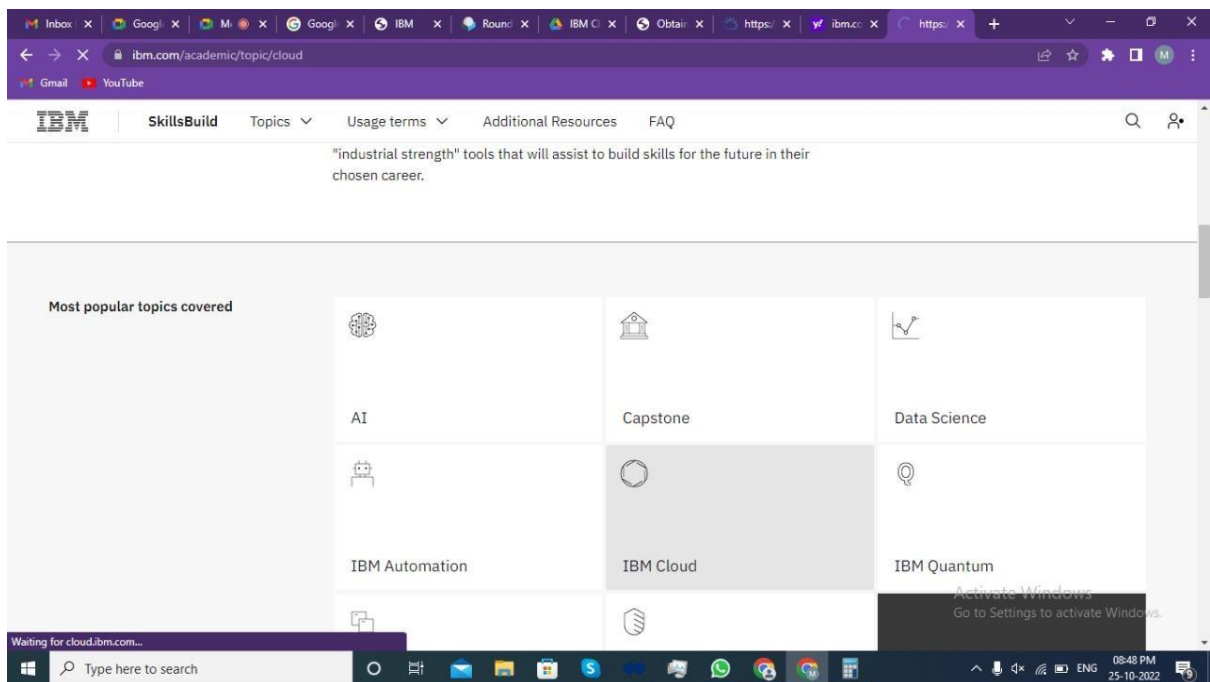 Inbox
Googl
M
Googl
IBM
Round
IBM Cl
Obtain
https:/
ibm.cc
https:/
ibm.com/academic/topic/cloud
M
Gmail
YouTube
IBM
SkillsBuild
Topics
Usage terms
Additional Resources
FAQ
"industrial strength" tools that will assist to build skills for the future in their
chosen career.
Most popular topics covered
AI
Capstone
Data Science
IBM Automation
IBM Cloud
IBM Quantum
Activate Windows
Go to Settings to activate Windows.
Waiting for cloud.ibm.com...
Type here to search
ENG
08:48 PM
25-10-2022